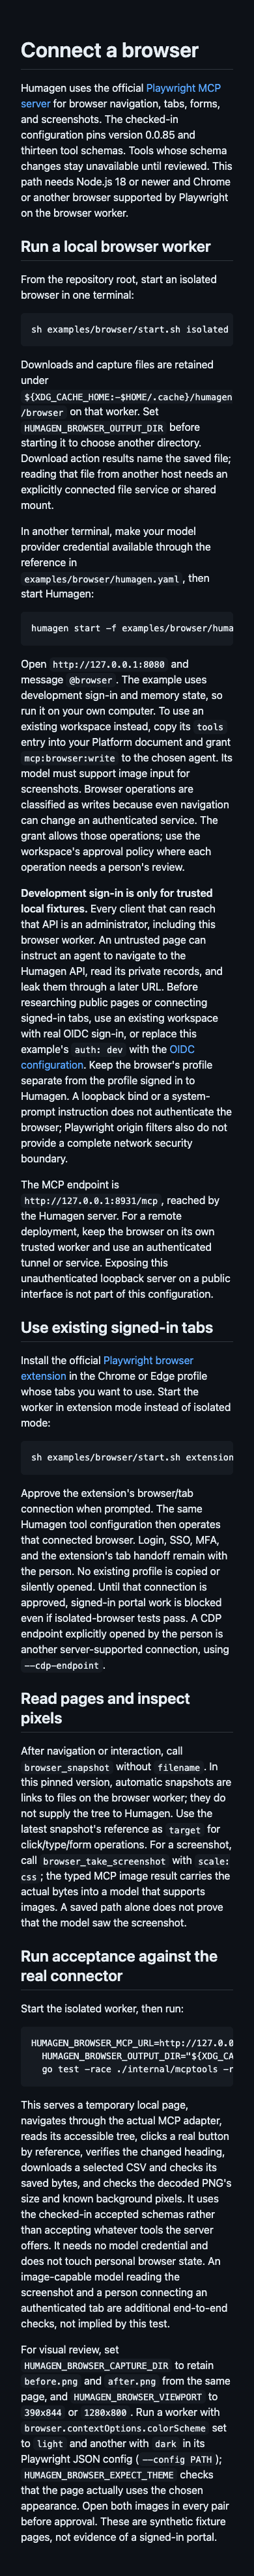 Connect a browser
Humagen uses the official Playwright MCP
server for browser navigation, tabs, forms,
and screenshots. The checked-in
configuration pins version 0.0.85 and
thirteen tool schemas. Tools whose schema
changes stay unavailable until reviewed. This
path needs Node.js 18 or newer and Chrome
or another browser supported by Playwright
on the browser worker.
Run a local browser worker
From the repository root, start an isolated
browser in one terminal:
sh examples/browser/start.sh isolated
Downloads and capture files are retained
under
${XDG_CACHE_HOME:-$HOME/.cache}/humagen
/browser on that worker. Set
HUMAGEN_BROWSER_OUTPUT_DIR before
starting it to choose another directory.
Download action results name the saved file;
reading that file from another host needs an
explicitly connected file service or shared
mount.
In another terminal, make your model
provider credential available through the
reference in
examples/browser/humagen.yaml, then
start Humagen:
humagen start -f examples/browser/huma
Open http://127.0.0.1:8080 and
message @browser. The example uses
development sign-in and memory state, so
run it on your own computer. To use an
existing workspace instead, copy its tools
entry into your Platform document and grant
mcp:browser:write to the chosen agent. Its
model must support image input for
screenshots. Browser operations are
classified as writes because even navigation
can change an authenticated service. The
grant allows those operations; use the
workspace's approval policy where each
operation needs a person's review.
Development sign-in is only for trusted
local fixtures. Every client that can reach
that API is an administrator, including this
browser worker. An untrusted page can
instruct an agent to navigate to the
Humagen API, read its private records, and
leak them through a later URL. Before
researching public pages or connecting
signed-in tabs, use an existing workspace
with real OIDC sign-in, or replace this
example's auth: dev with the OIDC
configuration. Keep the browser's profile
separate from the profile signed in to
Humagen. A loopback bind or a system-
prompt instruction does not authenticate the
browser; Playwright origin filters also do not
provide a complete network security
boundary.
The MCP endpoint is
http://127.0.0.1:8931/mcp, reached by
the Humagen server. For a remote
deployment, keep the browser on its own
trusted worker and use an authenticated
tunnel or service. Exposing this
unauthenticated loopback server on a public
interface is not part of this configuration.
Use existing signed-in tabs
Install the official Playwright browser
extension in the Chrome or Edge profile
whose tabs you want to use. Start the
worker in extension mode instead of isolated
mode:
sh examples/browser/start.sh extension
Approve the extension's browser/tab
connection when prompted. The same
Humagen tool configuration then operates
that connected browser. Login, SSO, MFA,
and the extension's tab handoff remain with
the person. No existing profile is copied or
silently opened. Until that connection is
approved, signed-in portal work is blocked
even if isolated-browser tests pass. A CDP
endpoint explicitly opened by the person is
another server-supported connection, using
--cdp-endpoint.
Read pages and inspect
pixels
After navigation or interaction, call
browser_snapshot without filename. In
this pinned version, automatic snapshots are
links to files on the browser worker; they do
not supply the tree to Humagen. Use the
latest snapshot's reference as target for
click/type/form operations. For a screenshot,
call browser_take_screenshot with scale:
css; the typed MCP image result carries the
actual bytes into a model that supports
images. A saved path alone does not prove
that the model saw the screenshot.
Run acceptance against the
real connector
Start the isolated worker, then run:
HUMAGEN_BROWSER_MCP_URL=http://127.0.0
HUMAGEN_BROWSER_OUTPUT_DIR="${XDG_CA
go test -race ./internal/mcptools -r
This serves a temporary local page,
navigates through the actual MCP adapter,
reads its accessible tree, clicks a real button
by reference, verifies the changed heading,
downloads a selected CSV and checks its
saved bytes, and checks the decoded PNG's
size and known background pixels. It uses
the checked-in accepted schemas rather
than accepting whatever tools the server
offers. It needs no model credential and
does not touch personal browser state. An
image-capable model reading the
screenshot and a person connecting an
authenticated tab are additional end-to-end
checks, not implied by this test.
For visual review, set
HUMAGEN_BROWSER_CAPTURE_DIR to retain
before.png and after.png from the same
page, and HUMAGEN_BROWSER_VIEWPORT to
390x844 or 1280x800. Run a worker with
browser.contextOptions.colorScheme set
to light and another with dark in its
Playwright JSON config (--config PATH);
HUMAGEN_BROWSER_EXPECT_THEME checks
that the page actually uses the chosen
appearance. Open both images in every pair
before approval. These are synthetic fixture
pages, not evidence of a signed-in portal.